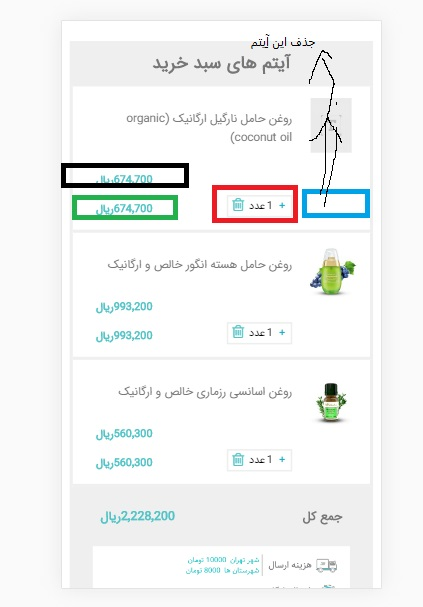 جذف این آیتم
آیتم های سبد خرید
روغن حامل نارگیل ارگانیک (organic
coconut oil)
674,700ریال
+ 1 عدد
674,700ریال
روغن حامل هسته انگور خالص و ارگانیک
993,200ریال
+ 1 عدد
993,200ریال
روغن اسانسی رزماری خالص و ارگانیک
560,300ریال
+ 1 عدد
560,300ریال
جمع کل
2,228,200ریال
هزینه ارسال
شهر تهران 10000 تومان
شهرستان ها 8000 تومان